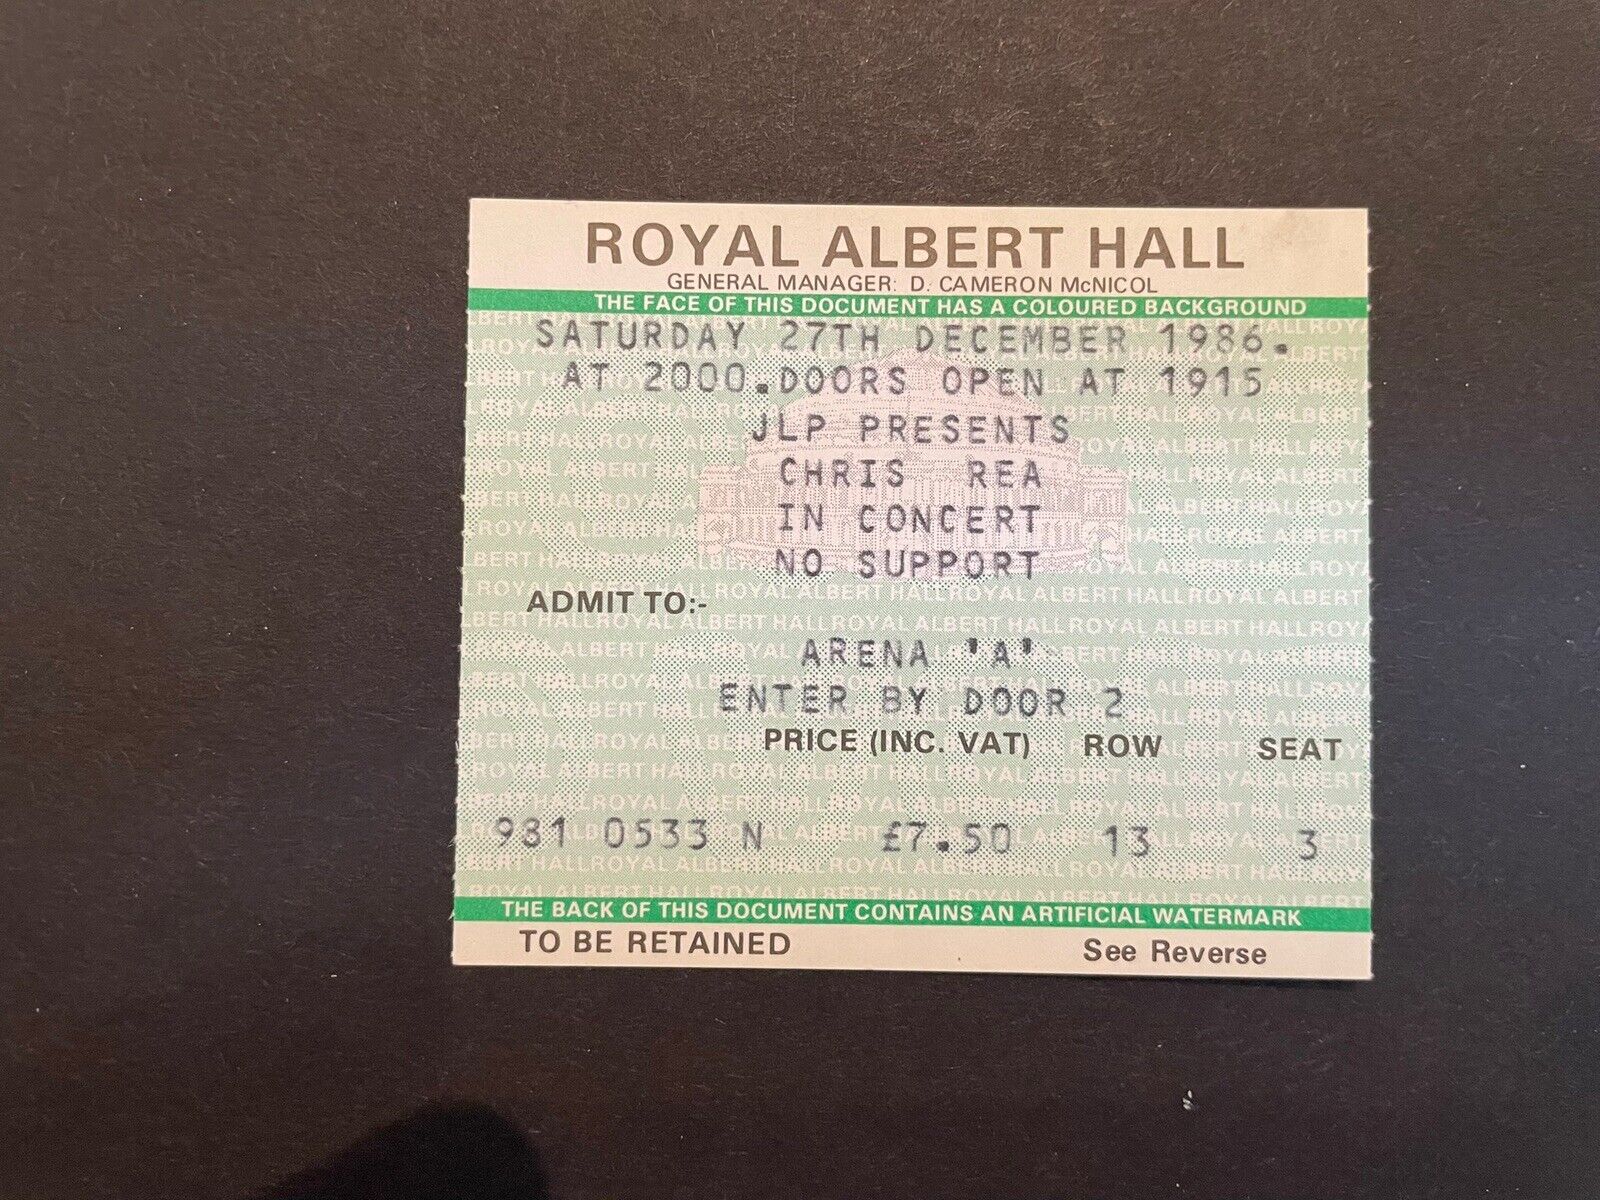 ROYAL ALBERT HALL
GENERAL MANAGER: D. CAMERON McNICOL
THE FACE OF THIS DOCUMENT HAS A COLOURED BACKGROUND
SATURDAY 27TH DECEMBER 1986.
AT 2000.DOORS OPEN AT 1915
JLP PRESENTS
CHRIS REA
IN CONCERT
NO SUPPORT
ADMIT TO:-
ARENA 'A'
ENTER BY DOOR 2
PRICE (INC. VAT) ROW SEAT
981 0533 N £7.50 13 3
THE BACK OF THIS DOCUMENT CONTAINS AN ARTIFICIAL WATERMARK
TO BE RETAINED See Reverse